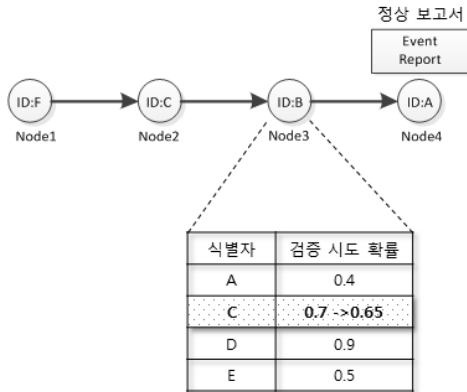 정상 보고서
Event
Report
ID:F
ID:C
ID:B
ID:A
Node1
Node2
Node3
Node4
식별자 검증 시도 확률
A 0.4
C 0.7 ->0.65
D 0.9
E 0.5